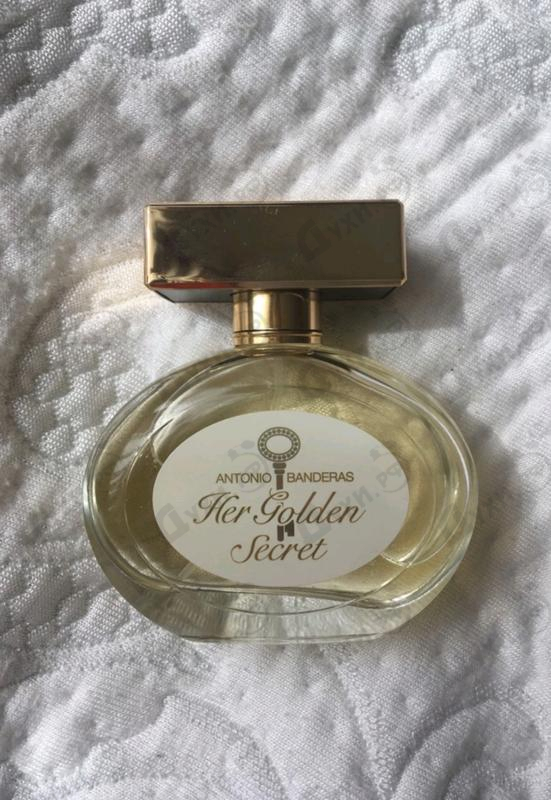 ANTONIO BANDERAS
Her Golden
Secret